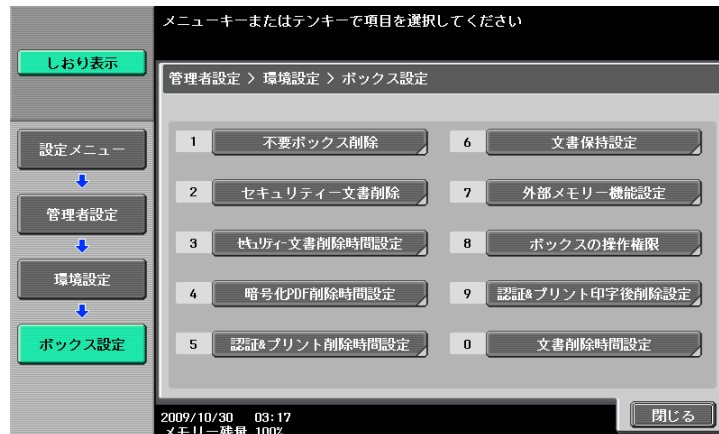 メニューキーまたはテンキーで項目を選択してください
しおり表示
管理者設定 > 環境設定 > ボックス設定
設定メニュー
管理者設定
環境設定
ボックス設定
1 不要ボックス削除
2 セキュリティー文書削除
3 ｾｷｭﾘﾃｨｰ文書削除時間設定
4 暗号化PDF削除時間設定
5 認証&プリント削除時間設定
6 文書保持設定
7 外部メモリー機能設定
8 ボックスの操作権限
9 認証&プリント印字後削除設定
0 文書削除時間設定
2009/10/30 03:17
メモリー残量 100%
閉じる